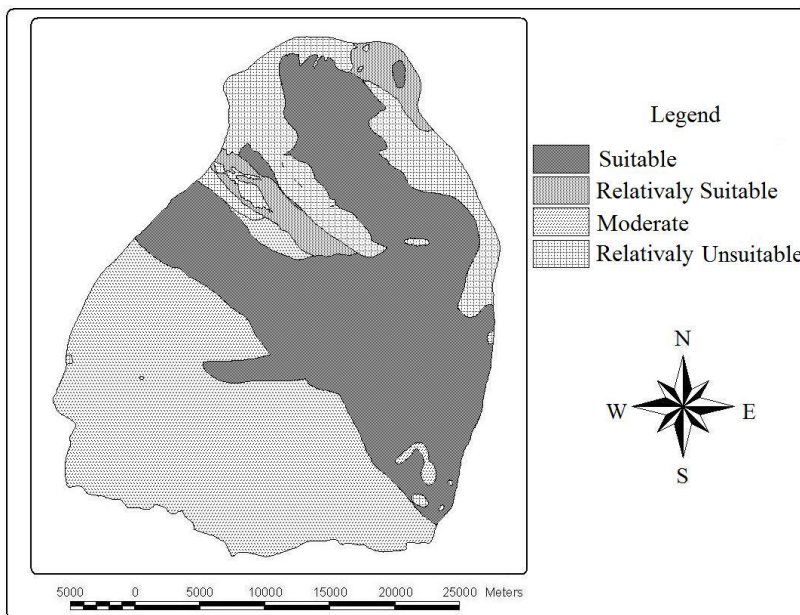 Legend
Suitable
Relativaly Suitable
Moderate
Relativaly Unsuitable
N
W E
S
5000 0 5000 10000 15000 20000 25000 Meters